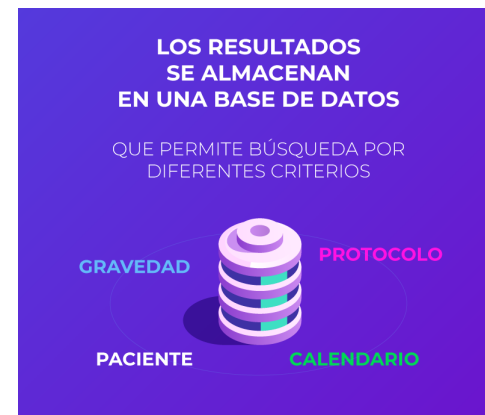 LOS RESULTADOS
SE ALMACENAN
EN UNA BASE DE DATOS
QUE PERMITE BÚSQUEDA POR
DIFERENTES CRITERIOS
GRAVEDAD
PROTOCOLO
PACIENTE
CALENDARIO